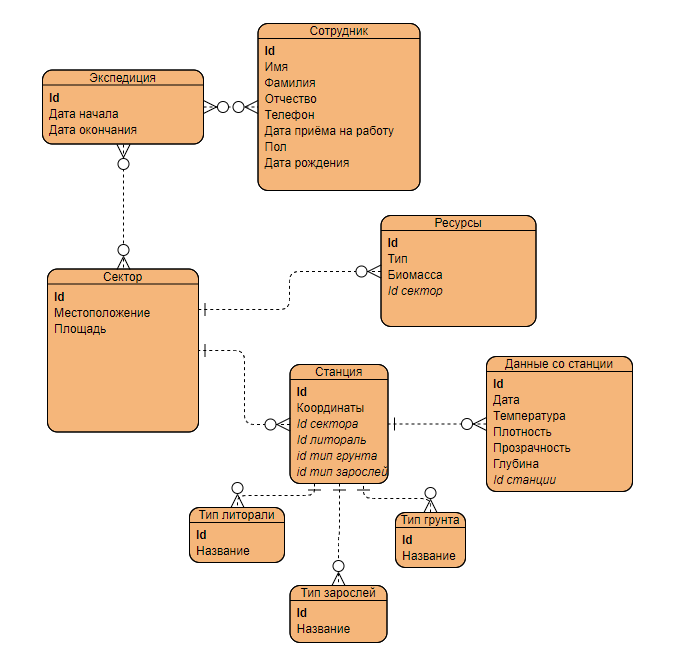 Сотрудник
Id
Имя
Фамилия
Отчество
Телефон
Дата приёма на работу
Пол
Дата рождения
Экспедиция
Id
Дата начала
Дата окончания
Ресурсы
Id
Тип
Биомасса
Id сектор
Сектор
Id
Местоположение
Площадь
Станция
Id
Координаты
Id сектора
Id литораль
id тип грунта
id тип зарослей
Данные со станции
Id
Дата
Температура
Плотность
Прозрачность
Глубина
Id станции
Тип литорали
Id
Название
Тип грунта
Id
Название
Тип зарослей
Id
Название